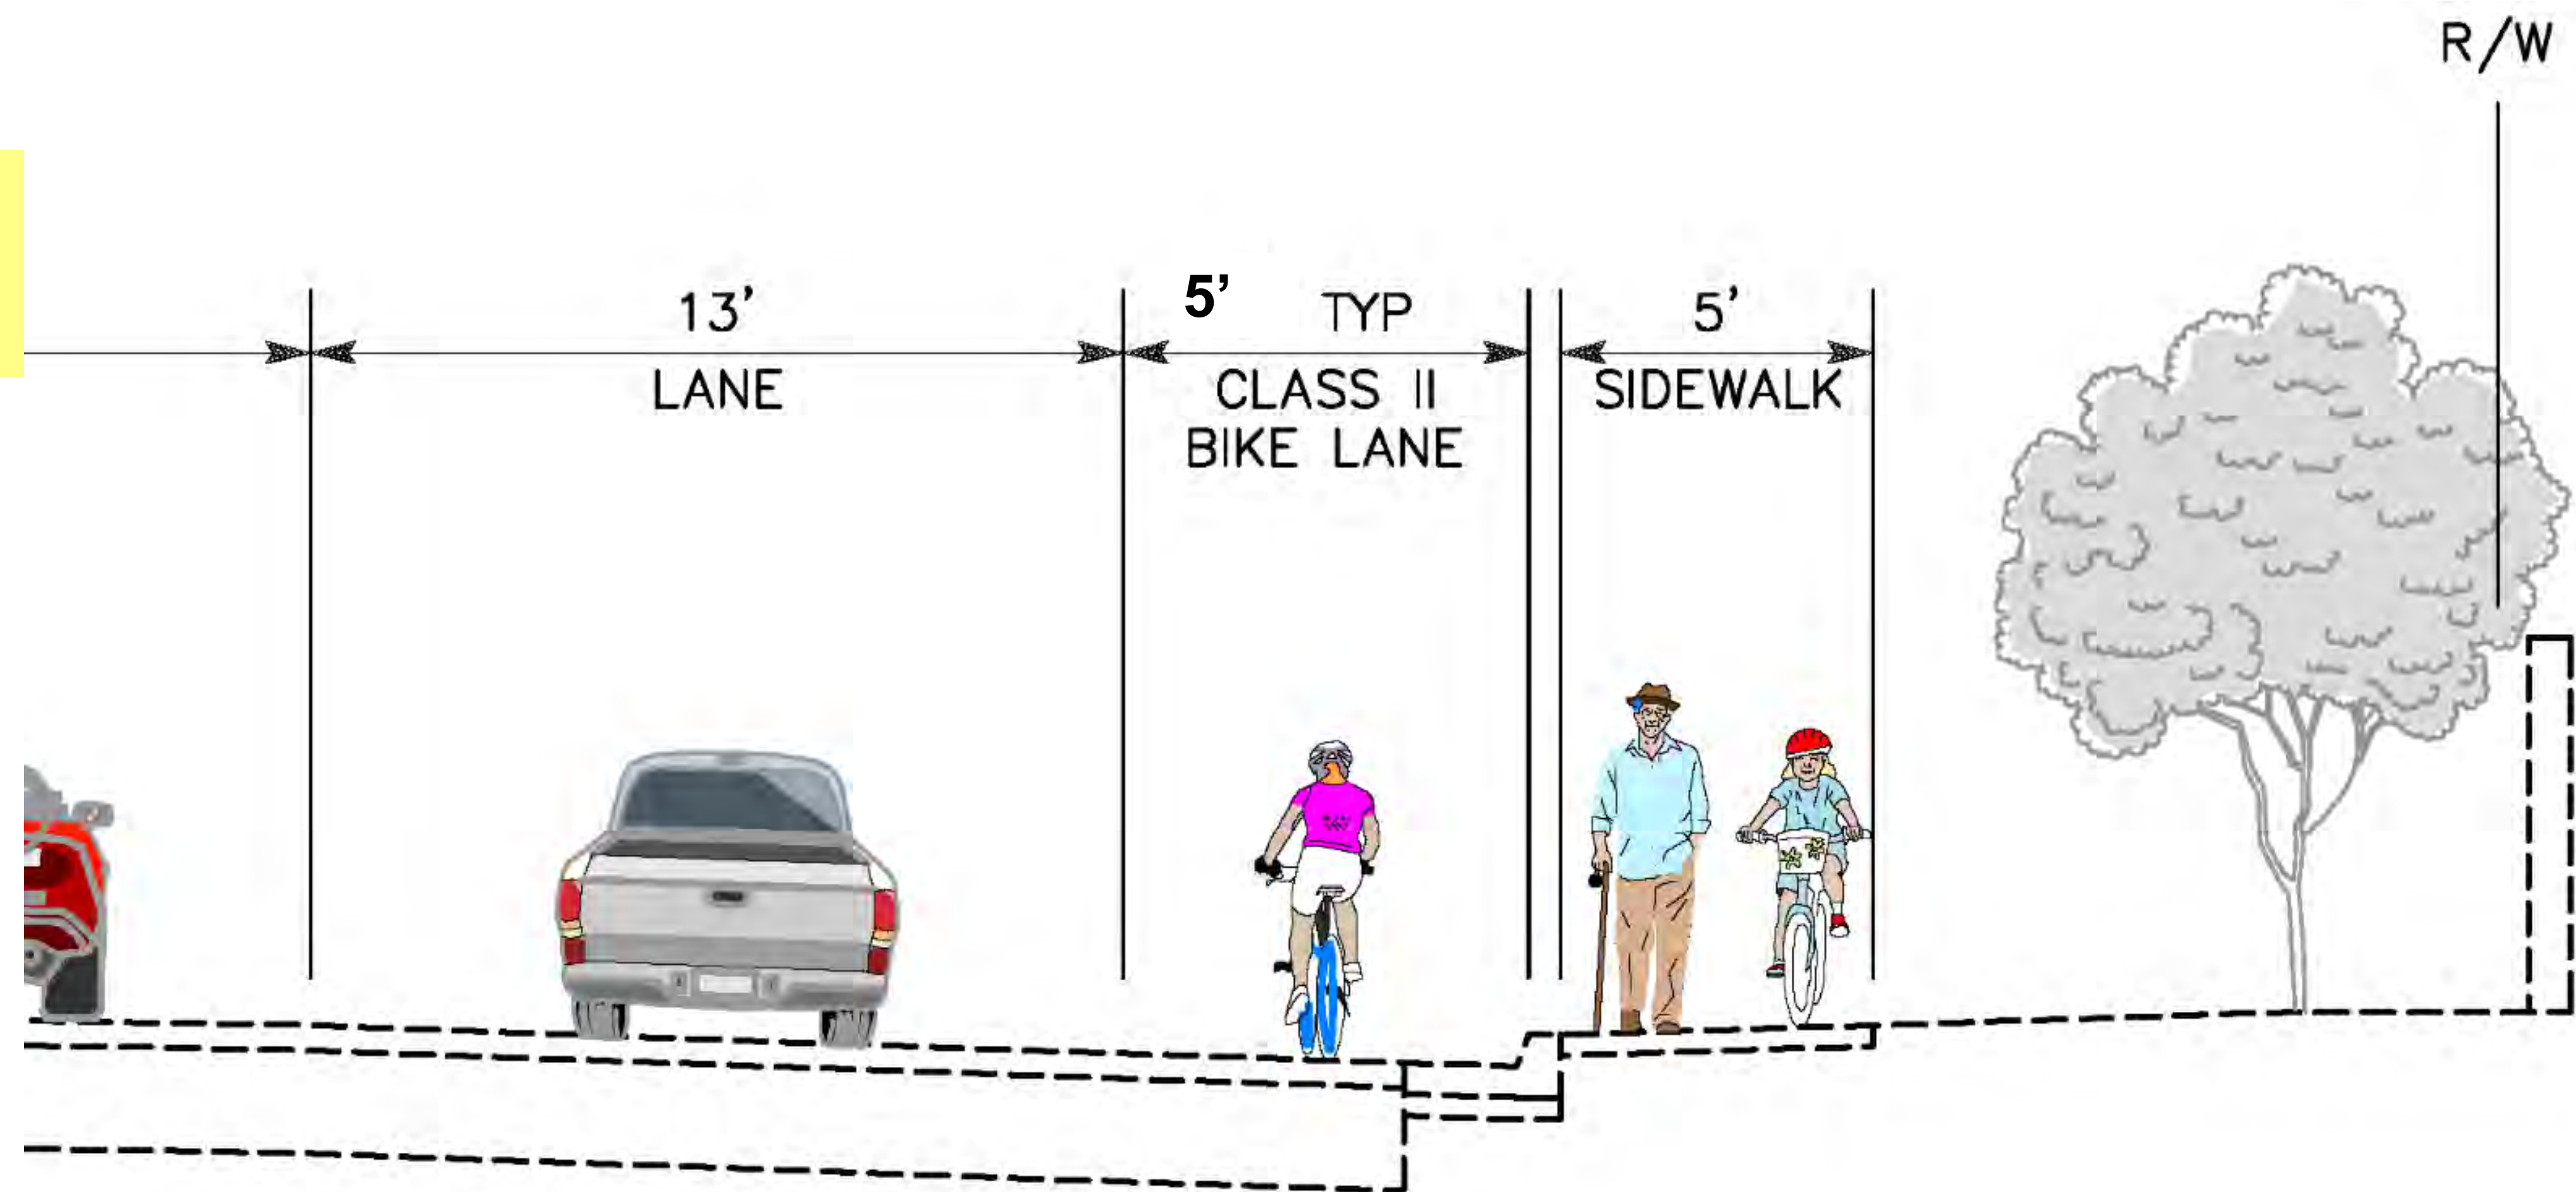 R/W
13’
LANE
5’ TYP
CLASS II
BIKE LANE
5’
SIDEWALK